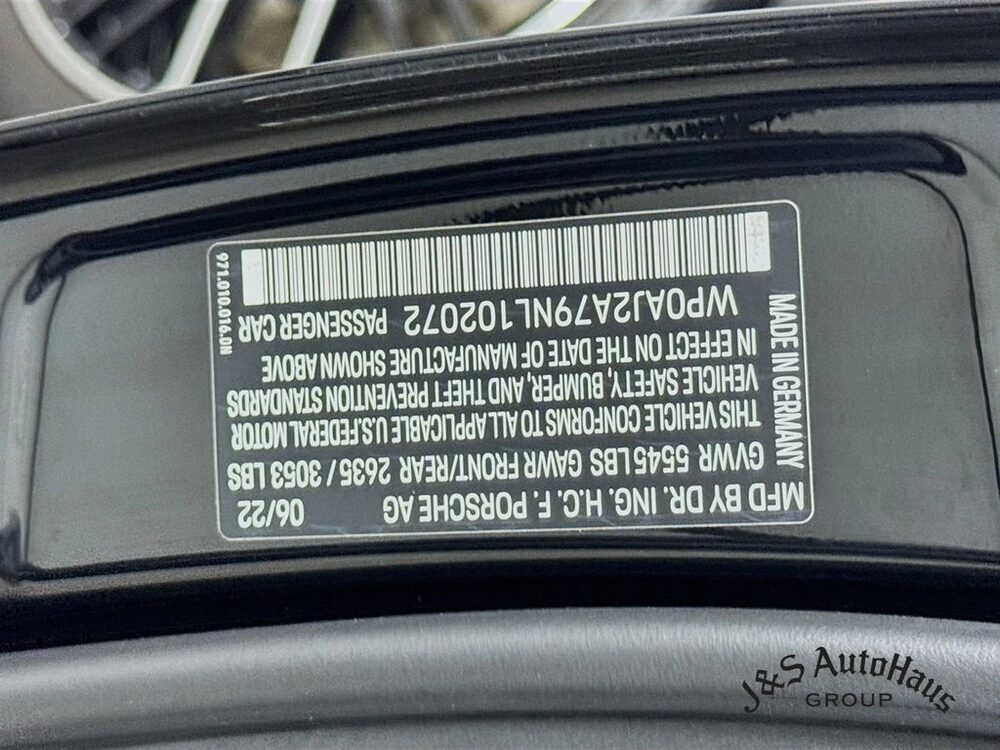 MFD BY DR. ING. H.C. F. PORSCHE AG 06/22
GVWR 5545 LBS GAWR FRONT/REAR 2635 / 3053 LBS
THIS VEHICLE CONFORMS TO ALL APPLICABLE U.S.FEDERAL MOTOR
VEHICLE SAFETY, BUMPER, AND THEFT PREVENTION STANDARDS
IN EFFECT ON THE DATE OF MANUFACTURE SHOWN ABOVE
WP0AJ2A79NL102072 PASSENGER CAR
MADE IN GERMANY
971.010.016.DN
J&S AutoHaus
GROUP